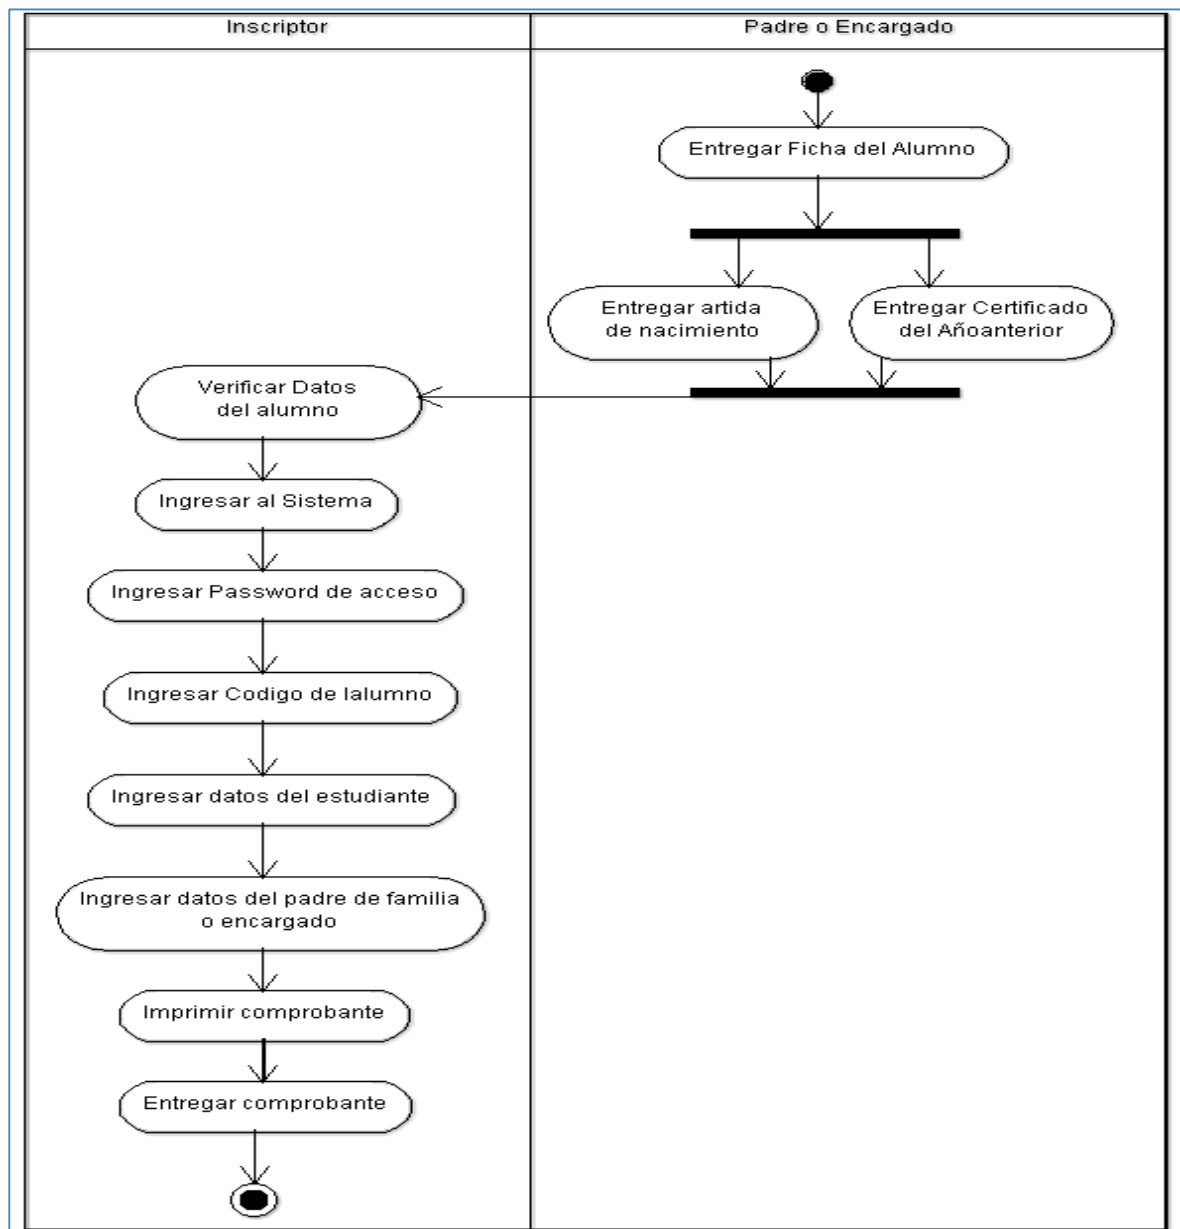 Inscriptor
Padre o Encargado
Entregar Ficha del Alumno
Entregar artida
de nacimiento
Entregar Certificado
del Añoanterior
Verificar Datos
del alumno
Ingresar al Sistema
Ingresar Password de acceso
Ingresar Codigo de lalumno
Ingresar datos del estudiante
Ingresar datos del padre de familia
o encargado
Imprimir comprobante
Entregar comprobante